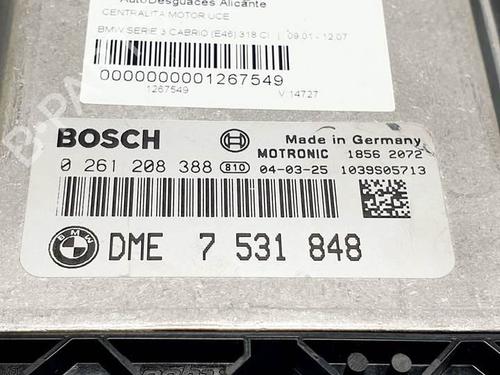 AutoDesguaces Alicante
CENTRALITA MOTOR UCE
BMW SERIE 3 CABRIO (E46) 318 CI | 09.01 - 12.07
0000000001267549
1267549 V 14727
BOSCH
Made in Germany
0 261 208 388 810
MOTRONIC 1856 2072
04-03-25 1039S05713
BMW
DME 7 531 848
B-PARTS